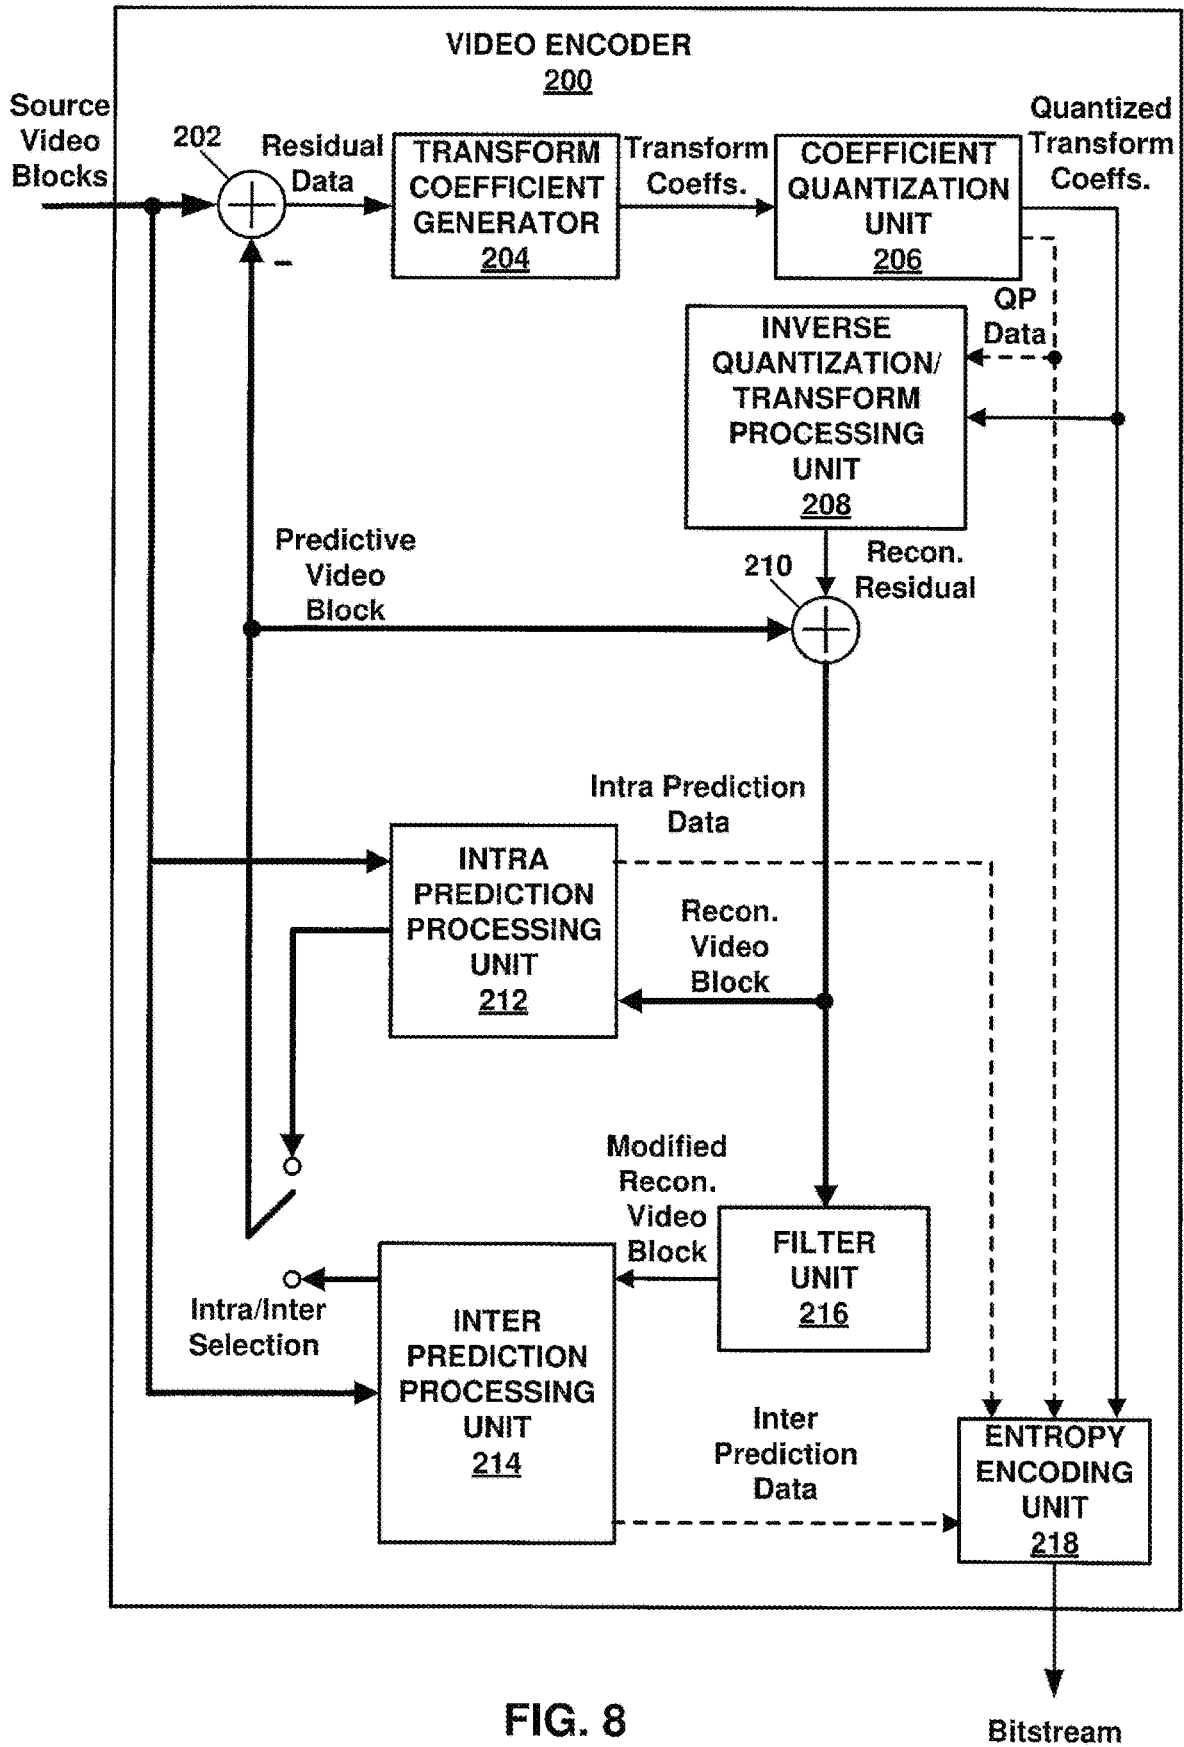 VIDEO ENCODER
200
Source
Video
Blocks
202
Residual
Data
TRANSFORM
COEFFICIENT
GENERATOR
204
Transform
Coeffs.
COEFFICIENT
QUANTIZATION
UNIT
206
Quantized
Transform
Coeffs.
–
QP
Data
INVERSE
QUANTIZATION/
TRANSFORM
PROCESSING
UNIT
208
Predictive
Video
Block
210
Recon.
Residual
Intra Prediction
Data
INTRA
PREDICTION
PROCESSING
UNIT
212
Recon.
Video
Block
Modified
Recon.
Video
Block
FILTER
UNIT
216
Intra/Inter
Selection
INTER
PREDICTION
PROCESSING
UNIT
214
Inter
Prediction
Data
ENTROPY
ENCODING
UNIT
218
FIG. 8
Bitstream